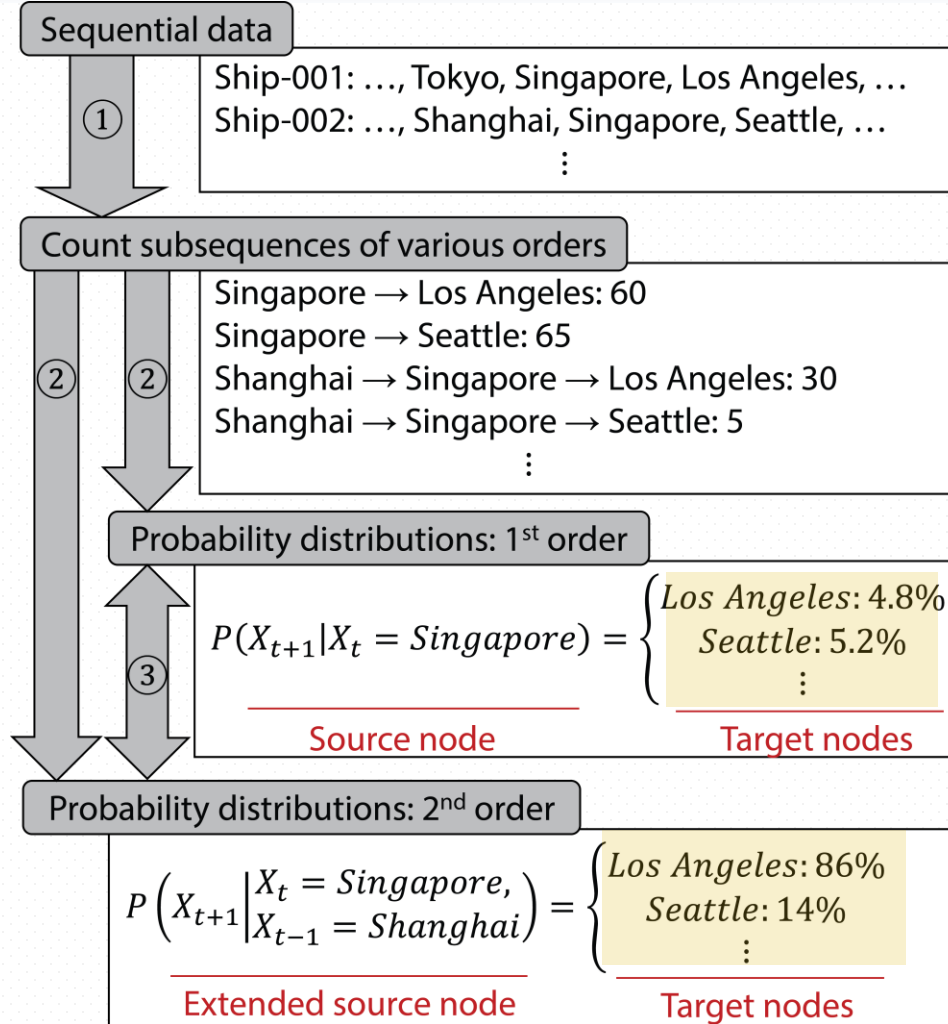 Sequential data
①
Ship-001: …, Tokyo, Singapore, Los Angeles, …
Ship-002: …, Shanghai, Singapore, Seattle, …
⋮
Count subsequences of various orders
② ②
Singapore → Los Angeles: 60
Singapore → Seattle: 65
Shanghai → Singapore → Los Angeles: 30
Shanghai → Singapore → Seattle: 5
⋮
Probability distributions: 1st order
③
P(Xt+1|Xt = Singapore) = {
Los Angeles: 4.8%
Seattle: 5.2%
⋮
Source node
Target nodes
Probability distributions: 2nd order
P(Xt+1|Xt = Singapore,
Xt−1 = Shanghai) = {
Los Angeles: 86%
Seattle: 14%
⋮
Extended source node
Target nodes